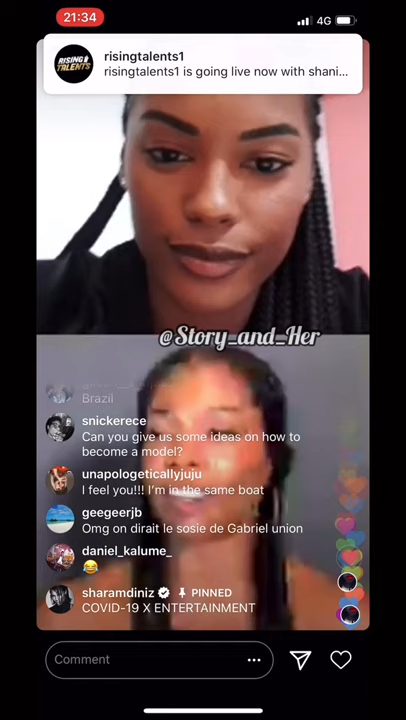 21:34
4G
RISING
TALENTS
risingtalents1
risingtalents1 is going live now with shani...
@Story_and_Her
Brazil
snickerece
Can you give us some ideas on how to
become a model?
unapologeticallyjuju
I feel you!!! I'm in the same boat
geegeerjb
Omg on dirait le sosie de Gabriel union
daniel_kalume_
😂
sharamdiniz PINNED
COVID-19 X ENTERTAINMENT
Comment